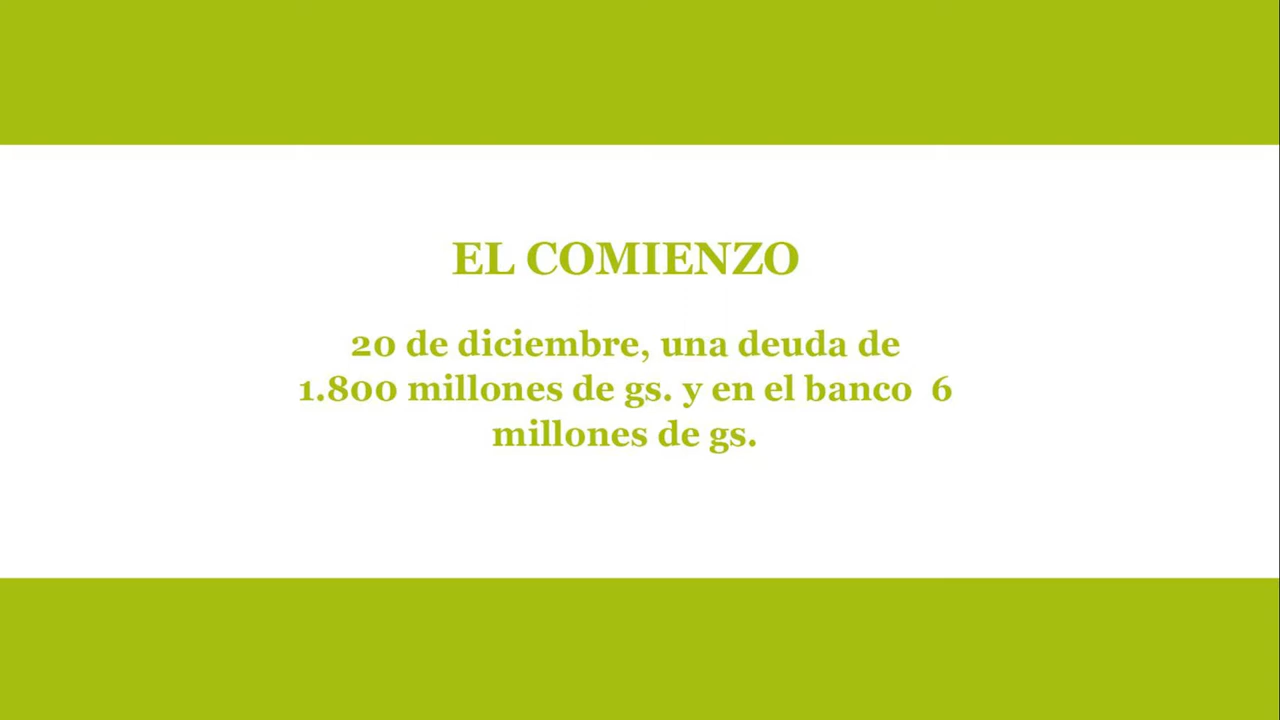 EL COMIENZO
20 de diciembre, una deuda de
1.800 millones de gs. y en el banco  6
millones de gs.